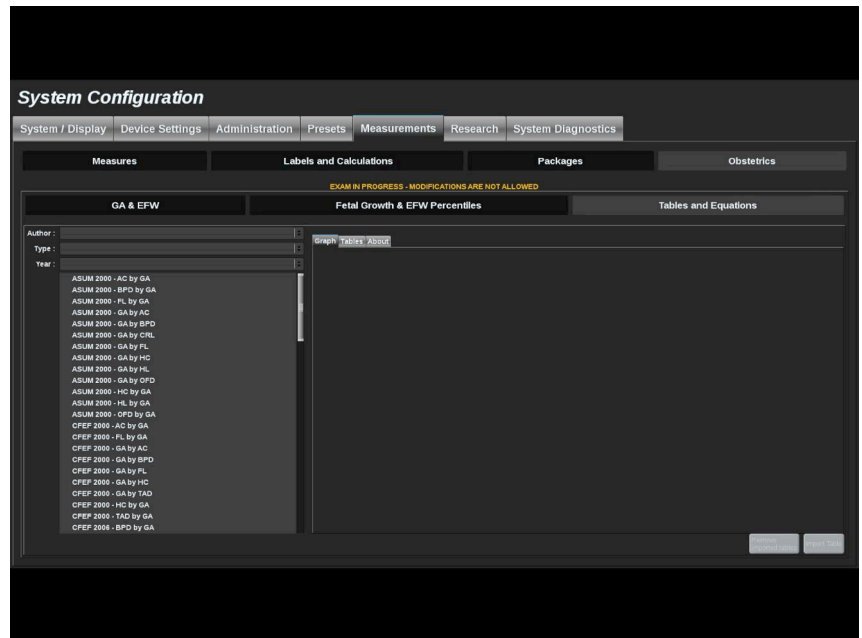 System Configuration
System / Display Device Settings Administration Presets Measurements Research System Diagnostics
Measures Labels and Calculations Packages Obstetrics
EXAM IN PROGRESS - MODIFICATIONS ARE NOT ALLOWED
GA & EFW Fetal Growth & EFW Percentiles Tables and Equations
Author :
Type :
Year :
Graph Tables About
ASUM 2000 - AC by GA
ASUM 2000 - BPD by GA
ASUM 2000 - FL by GA
ASUM 2000 - GA by AC
ASUM 2000 - GA by BPD
ASUM 2000 - GA by CRL
ASUM 2000 - GA by FL
ASUM 2000 - GA by HC
ASUM 2000 - GA by HL
ASUM 2000 - GA by OFD
ASUM 2000 - HC by GA
ASUM 2000 - HL by GA
ASUM 2000 - OFD by GA
CFEF 2000 - AC by GA
CFEF 2000 - FL by GA
CFEF 2000 - GA by AC
CFEF 2000 - GA by BPD
CFEF 2000 - GA by FL
CFEF 2000 - GA by HC
CFEF 2000 - GA by TAD
CFEF 2000 - HC by GA
CFEF 2000 - TAD by GA
CFEF 2006 - BPD by GA